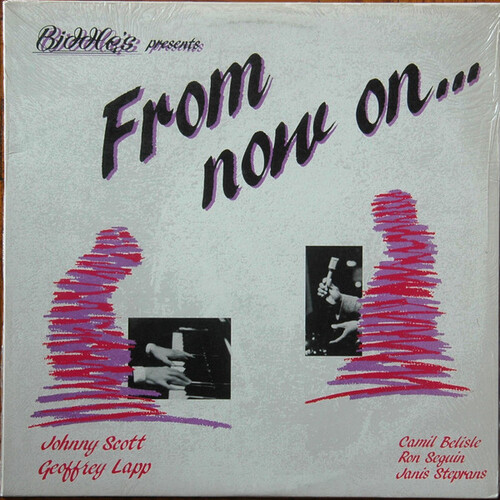 Biddle's presents:
From
now on...
Johnny Scott
Geoffrey Lapp
Camil Belisle
Ron Seguin
Janis Steprans